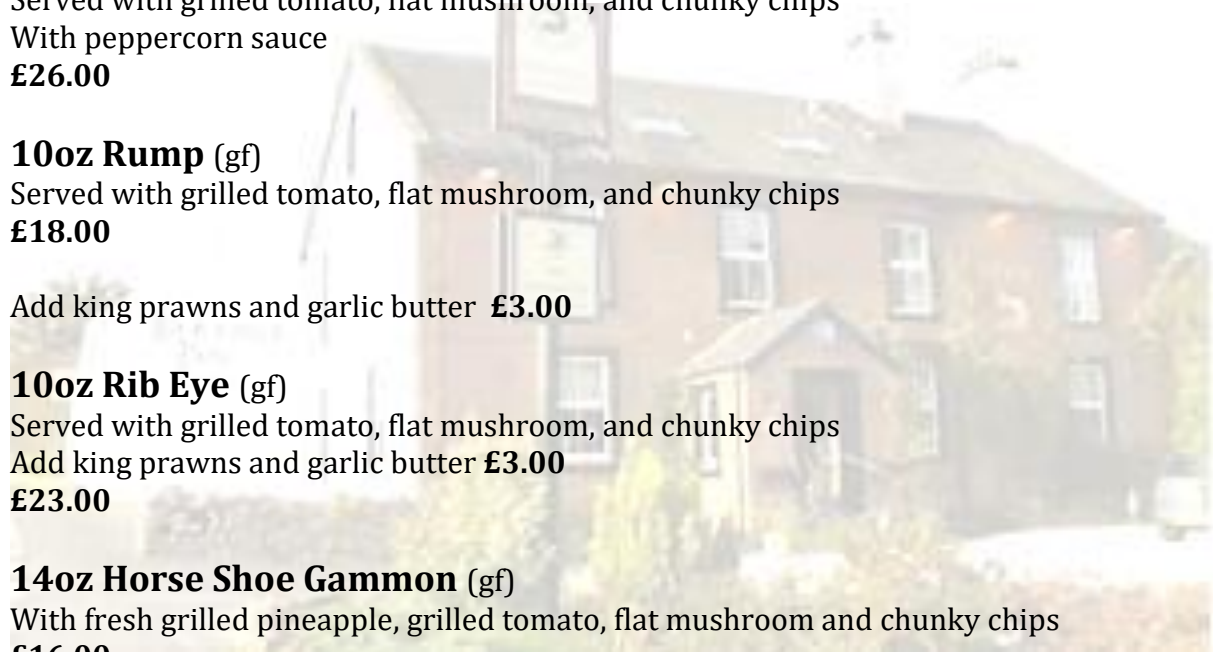 Served with grilled tomato, flat mushroom, and chunky chips
With peppercorn sauce
£26.00
10oz Rump (gf)
Served with grilled tomato, flat mushroom, and chunky chips
£18.00
Add king prawns and garlic butter £3.00
10oz Rib Eye (gf)
Served with grilled tomato, flat mushroom, and chunky chips
Add king prawns and garlic butter £3.00
£23.00
14oz Horse Shoe Gammon (gf)
With fresh grilled pineapple, grilled tomato, flat mushroom and chunky chips
£16.00